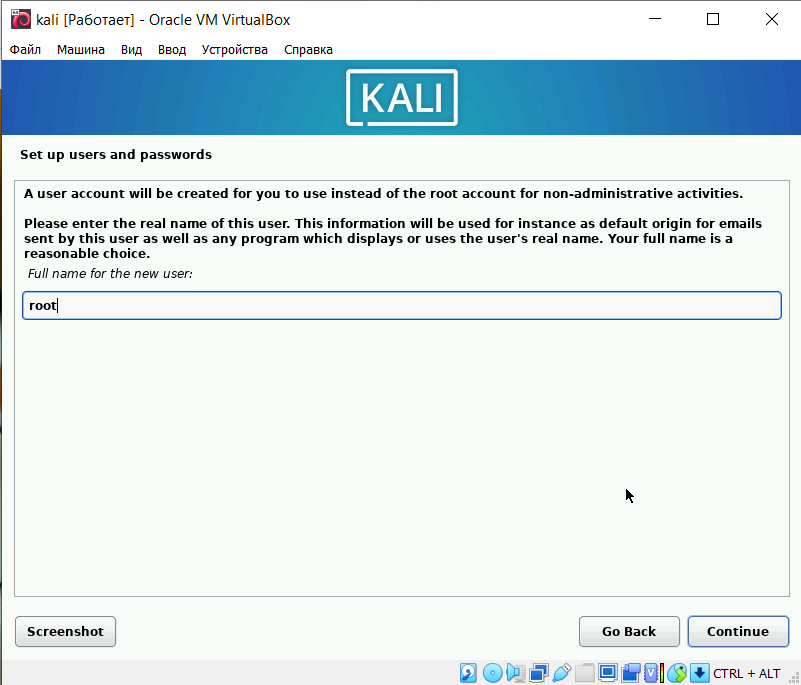 kali [Работает] - Oracle VM VirtualBox
Файл Машина Вид Ввод Устройства Справка
KALI
Set up users and passwords
A user account will be created for you to use instead of the root account for non-administrative activities.
Please enter the real name of this user. This information will be used for instance as default origin for emails
sent by this user as well as any program which displays or uses the user's real name. Your full name is a
reasonable choice.
Full name for the new user:
root
Screenshot Go Back Continue
CTRL + ALT